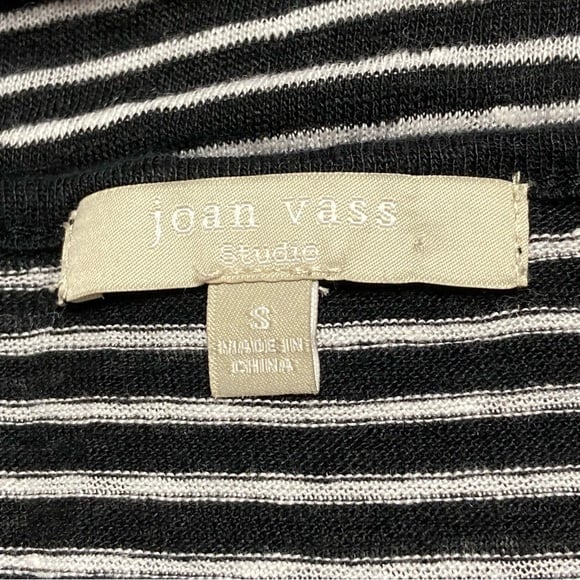 joan vass
studio
S
MADE IN
CHINA